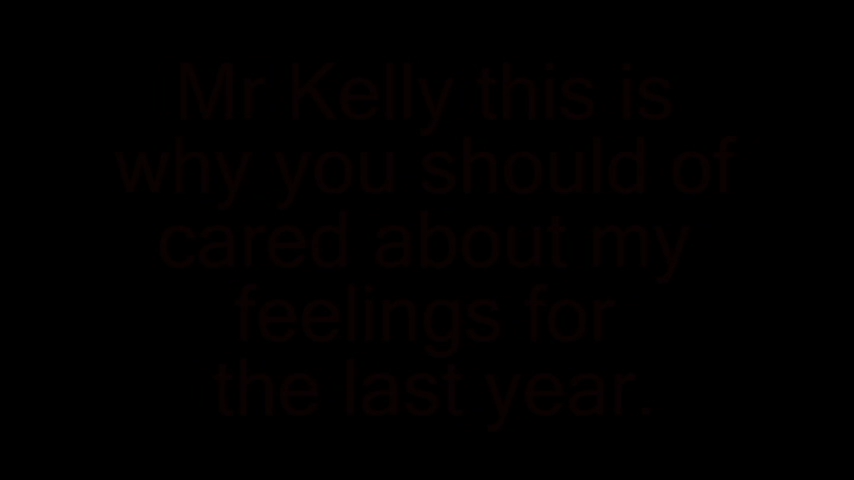 Mr Kelly this is
why you should of
cared about my
feelings for
the last year.